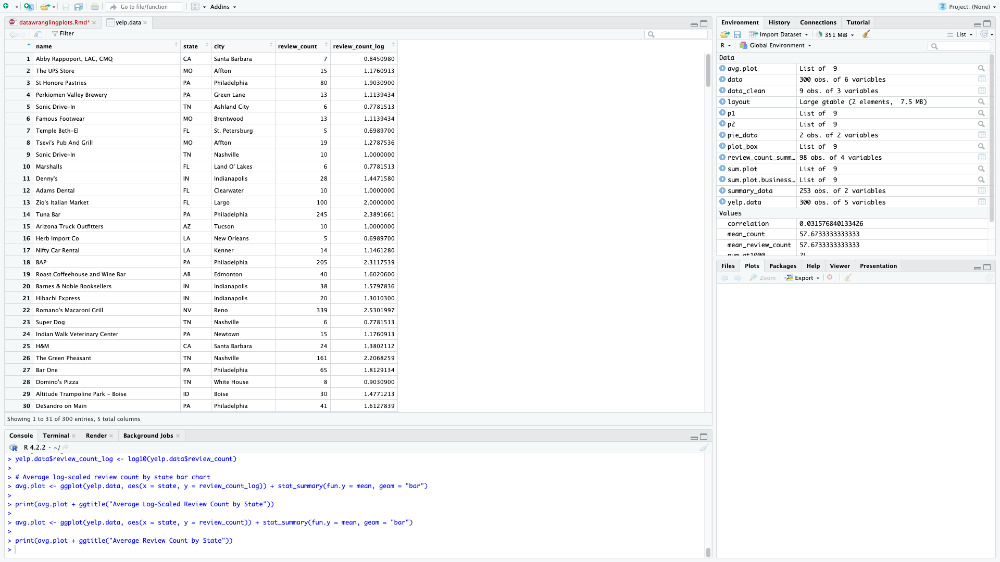 Go to file/function
Addins
Project: (None)
datawranglingplots.Rmd*
yelp.data
Filter
name state city review_count review_count_log
1 Abby Rappoport, LAC, CMQ CA Santa Barbara 7 0.8450980
2 The UPS Store MO Affton 15 1.1760913
3 St Honore Pastries PA Philadelphia 80 1.9030900
4 Perkiomen Valley Brewery PA Green Lane 13 1.1139434
5 Sonic Drive-In TN Ashland City 6 0.7781513
6 Famous Footwear MO Brentwood 13 1.1139434
7 Temple Beth-El FL St. Petersburg 5 0.6989700
8 Tsevi's Pub And Grill MO Affton 19 1.2787536
9 Sonic Drive-In TN Nashville 10 1.0000000
10 Marshalls FL Land O' Lakes 6 0.7781513
11 Denny's IN Indianapolis 28 1.4471580
12 Adams Dental FL Clearwater 10 1.0000000
13 Zio's Italian Market FL Largo 100 2.0000000
14 Tuna Bar PA Philadelphia 245 2.3891661
15 Arizona Truck Outfitters AZ Tucson 10 1.0000000
16 Herb Import Co LA New Orleans 5 0.6989700
17 Nifty Car Rental LA Kenner 14 1.1461280
18 BAP PA Philadelphia 205 2.3117539
19 Roast Coffeehouse and Wine Bar AB Edmonton 40 1.6020600
20 Barnes & Noble Booksellers IN Indianapolis 38 1.5797836
21 Hibachi Express IN Indianapolis 20 1.3010300
22 Romano's Macaroni Grill NV Reno 339 2.5301997
23 Super Dog TN Nashville 6 0.7781513
24 Indian Walk Veterinary Center PA Newtown 15 1.1760913
25 H&M CA Santa Barbara 24 1.3802112
26 The Green Pheasant TN Nashville 161 2.2068259
27 Bar One PA Philadelphia 65 1.8129134
28 Domino's Pizza TN White House 8 0.9030900
29 Altitude Trampoline Park - Boise ID Boise 30 1.4771213
30 DeSandro on Main PA Philadelphia 41 1.6127839
Showing 1 to 31 of 300 entries, 5 total columns
Console Terminal Render Background Jobs
R 4.2.2 · ~/
> yelp.data$review_count_log <- log10(yelp.data$review_count)
>
> # Average log-scaled review count by state bar chart
> avg.plot <- ggplot(yelp.data, aes(x = state, y = review_count_log)) + stat_summary(fun.y = mean, geom = "bar")
>
> print(avg.plot + ggtitle("Average Log-Scaled Review Count by State"))
>
> avg.plot <- ggplot(yelp.data, aes(x = state, y = review_count)) + stat_summary(fun.y = mean, geom = "bar")
>
> print(avg.plot + ggtitle("Average Review Count by State"))
>
Environment History Connections Tutorial
Import Dataset 351 MiB List
R Global Environment
Data
avg.plot List of 9
data 300 obs. of 6 variables
data_clean 9 obs. of 3 variables
layout Large gtable (2 elements, 7.5 MB)
p1 List of 9
p2 List of 9
pie_data 2 obs. of 2 variables
plot_box List of 9
review_count_summ… 98 obs. of 4 variables
sum.plot List of 9
sum.plot.business… List of 9
summary_data 253 obs. of 2 variables
yelp.data 300 obs. of 5 variables
Values
correlation 0.031576840133426
mean_count 57.6733333333333
mean_review_count 57.6733333333333
Files Plots Packages Help Viewer Presentation
Zoom Export